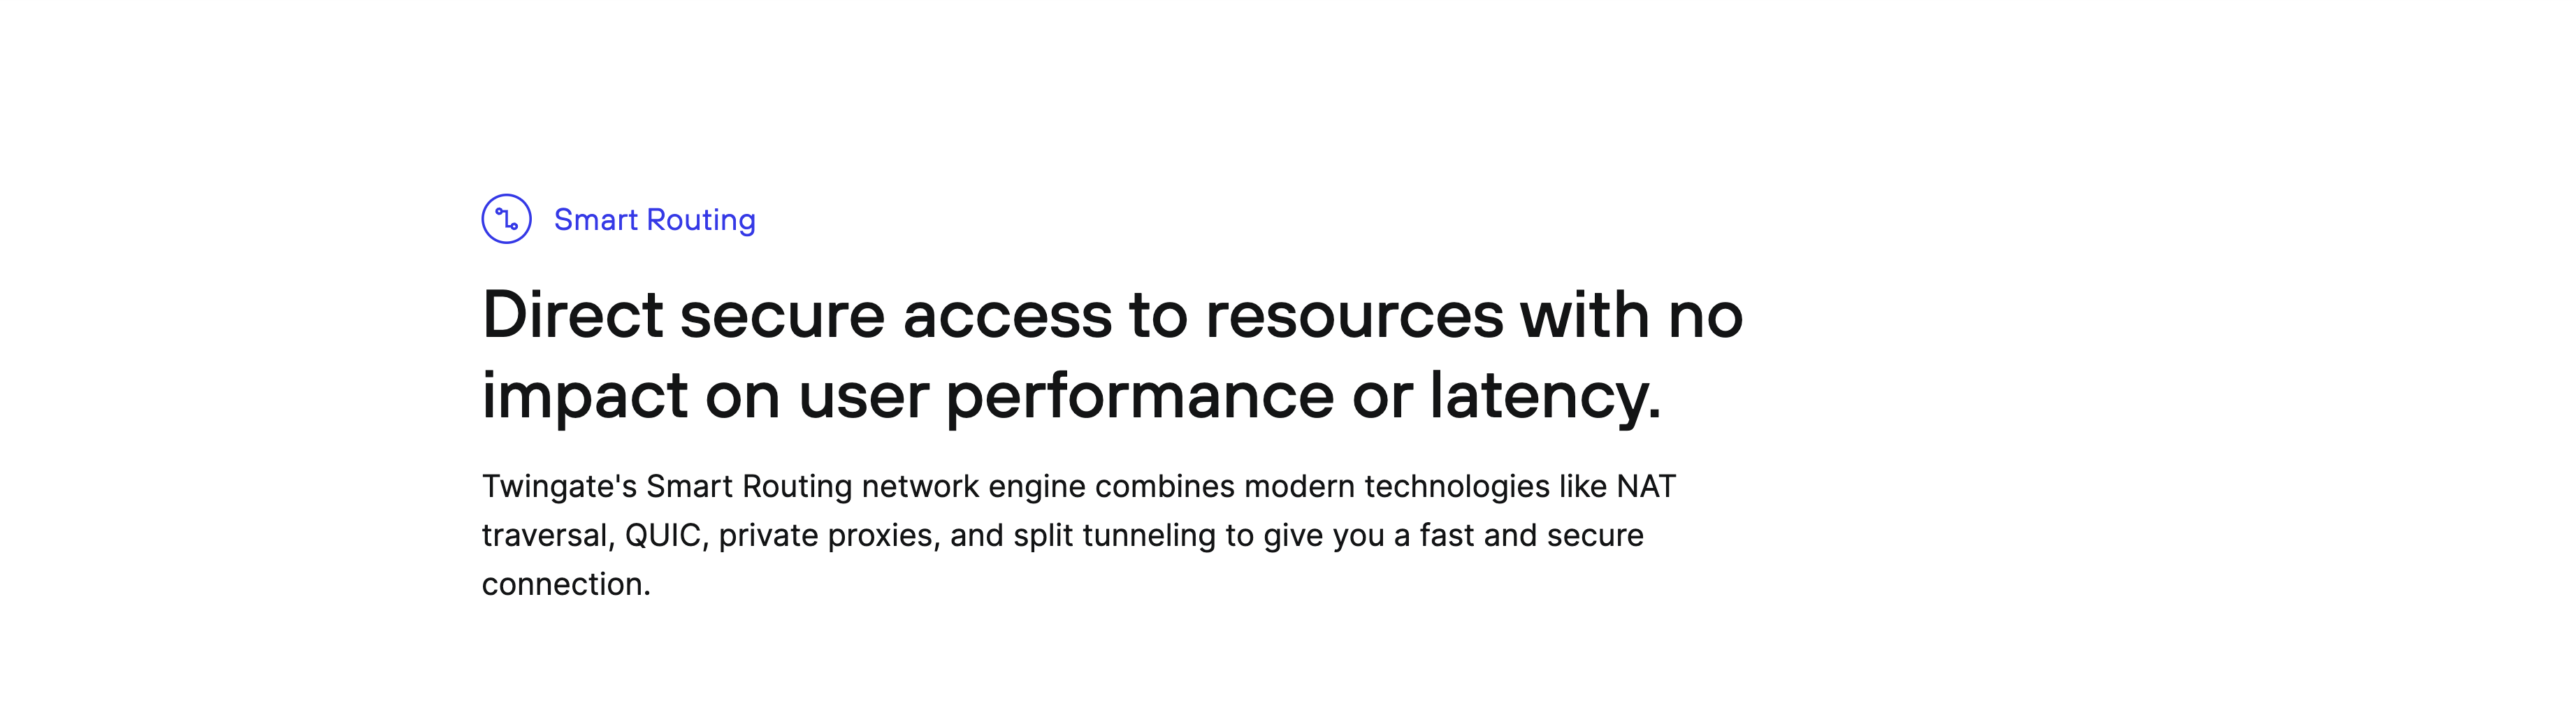 Smart Routing
Direct secure access to resources with no
impact on user performance or latency.
Twingate's Smart Routing network engine combines modern technologies like NAT
traversal, QUIC, private proxies, and split tunneling to give you a fast and secure
connection.